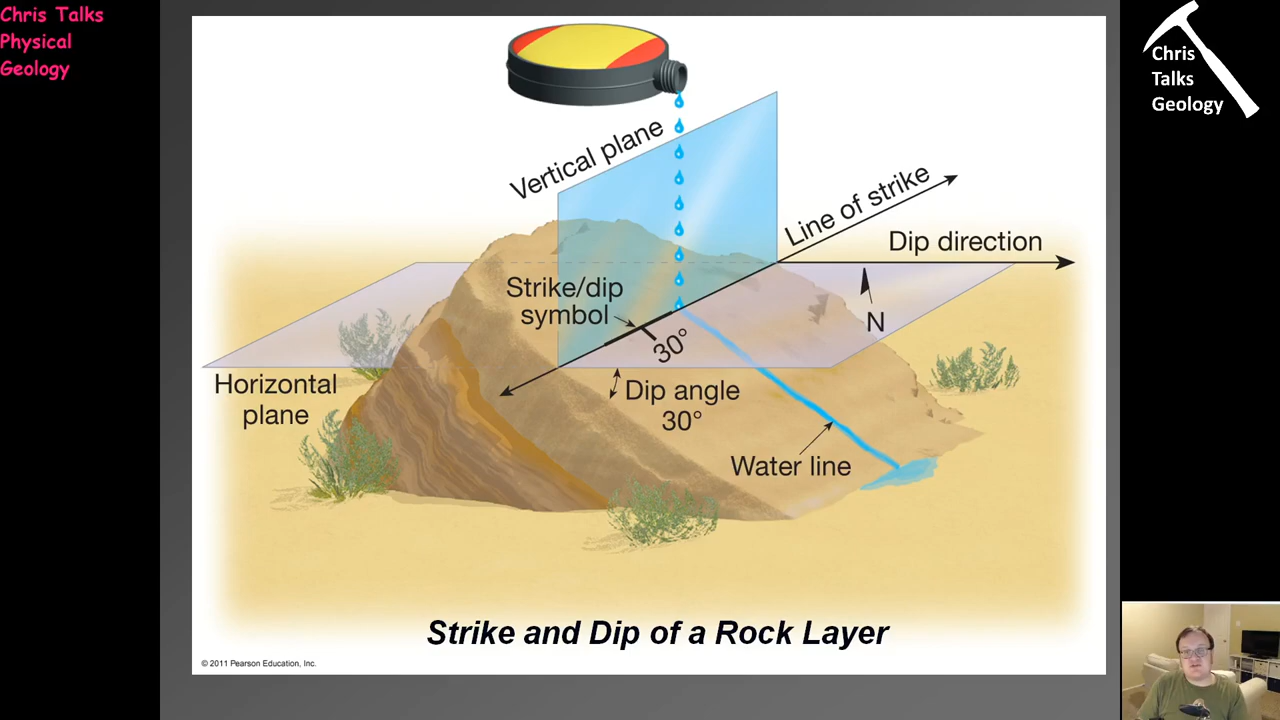 Chris Talks
Physical
Geology
Chris
Talks
Geology
Vertical plane
Line of strike
Dip direction
Strike/dip
symbol
N
30°
Horizontal
plane
Dip angle
30°
Water line
Strike and Dip of a Rock Layer
© 2011 Pearson Education, Inc.